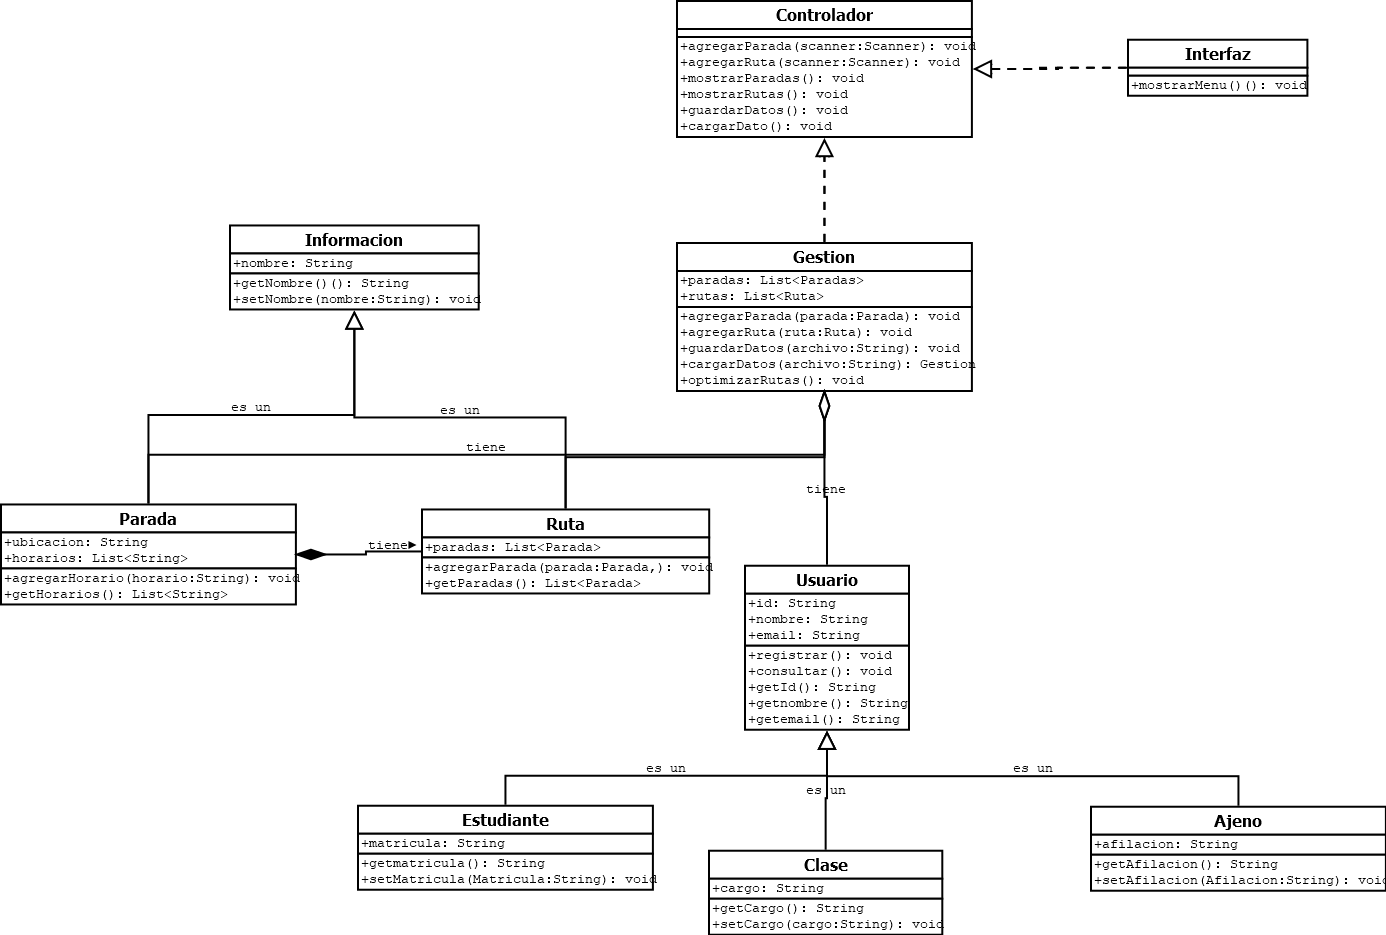 Controlador
+agregarParada(scanner:Scanner): void
+agregarRuta(scanner:Scanner): void
+mostrarParadas(): void
+mostrarRutas(): void
+guardarDatos(): void
+cargarDato(): void
Interfaz
+mostrarMenu()(): void
Informacion
+nombre: String
+getNombre()(): String
+setNombre(nombre:String): void
Gestion
+paradas: List<Paradas>
+rutas: List<Ruta>
+agregarParada(parada:Parada): void
+agregarRuta(ruta:Ruta): void
+guardarDatos(archivo:String): void
+cargarDatos(archivo:String): Gestion
+optimizarRutas(): void
es un
es un
tiene
tiene
Parada
+ubicacion: String
+horarios: List<String>
+agregarHorario(horario:String): void
+getHorarios(): List<String>
tiene
Ruta
+paradas: List<Parada>
+agregarParada(parada:Parada,): void
+getParadas(): List<Parada>
Usuario
+id: String
+nombre: String
+email: String
+registrar(): void
+consultar(): void
+getId(): String
+getnombre(): String
+getemail(): String
es un
es un
es un
Estudiante
+matricula: String
+getmatricula(): String
+setMatricula(Matricula:String): void
Clase
+cargo: String
+getCargo(): String
+setCargo(cargo:String): void
Ajeno
+afilacion: String
+getAfilacion(): String
+setAfilacion(Afilacion:String): void